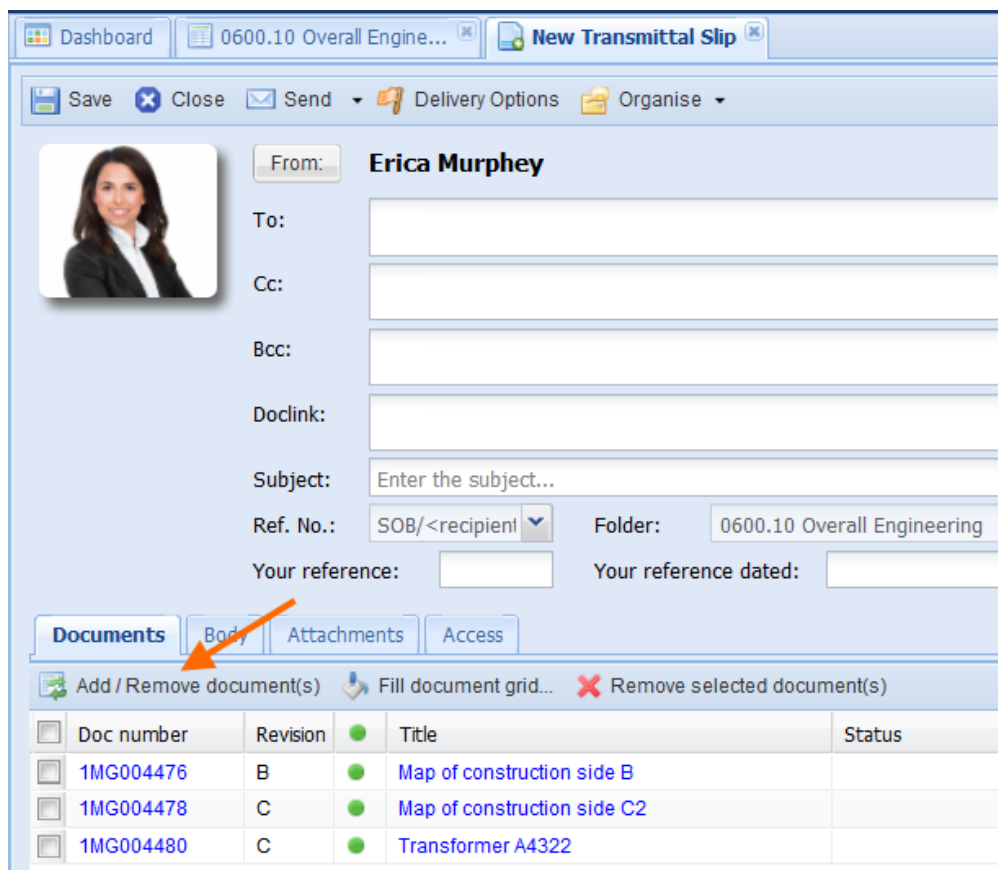 Dashboard 0600.10 Overall Engine... New Transmittal Slip
Save Close Send Delivery Options Organise
From: Erica Murphey
To:
Cc:
Bcc:
Doclink:
Subject: Enter the subject...
Ref. No.: SOB/<recipient Folder: 0600.10 Overall Engineering
Your reference: Your reference dated:
Documents Body Attachments Access
Add / Remove document(s) Fill document grid... Remove selected document(s)
Doc number Revision Title Status
1MG004476 B Map of construction side B
1MG004478 C Map of construction side C2
1MG004480 C Transformer A4322